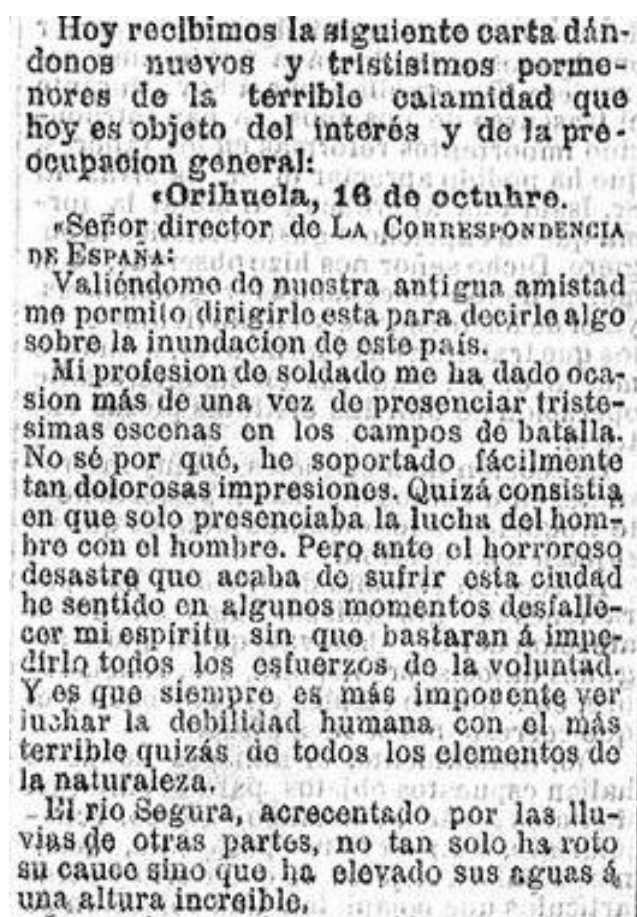 Hoy recibimos la siguiente carta dán-
donos nuevos y tristisimos porme-
nores de la terrible calamidad que
hoy es objeto del interés y de la pre-
ocupacion general:
«Orihuela, 16 de octubre.
«Señor director de LA CORRESPONDENCIA
DE ESPAÑA:
Valiéndome de nuestra antigua amistad
me permito dirigirle esta para decirle algo
sobre la inundacion de este país.
Mi profesion de soldado me ha dado oca-
sion más de una vez de presenciar triste-
simas escenas en los campos de batalla.
No sé por qué, he soportado fácilmente
tan dolorosas impresiones. Quizá consistia
en que solo presenciaba la lucha del hom-
bre con el hombre. Pero ante el horroroso
desastre que acaba de sufrir esta ciudad
he sentido en algunos momentos desfalle-
cer mi espíritu sin que bastaran á impe-
dirlo todos los esfuerzos de la voluntad.
Y es que siempre es más imponente ver
luchar la debilidad humana con el más
terrible quizás de todos los elementos de
la naturaleza.
El rio Segura, acrecentado por las llu-
vias de otras partes, no tan solo ha roto
su cauce sino que ha elevado sus aguas á
una altura increible.